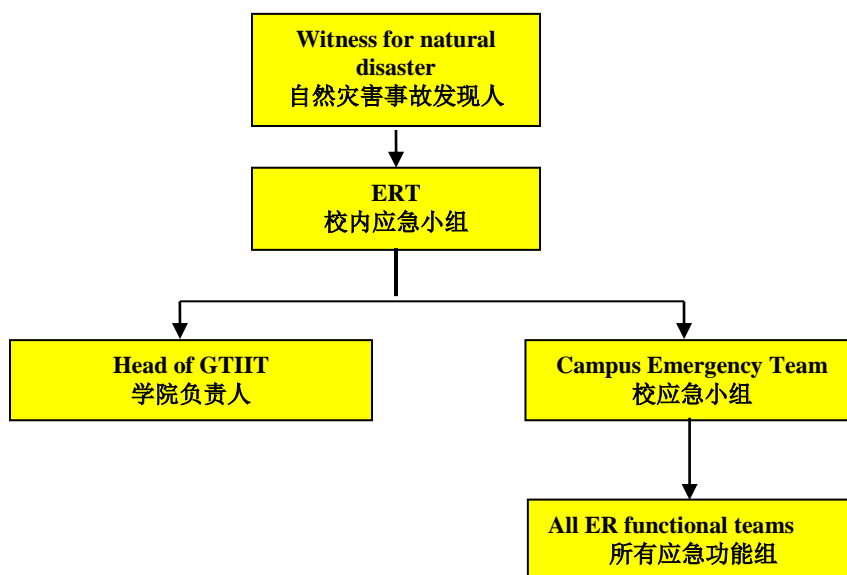 Witness for natural
disaster
自然灾害事故发现人
ERT
校内应急小组
Head of GTIIT
学院负责人
Campus Emergency Team
校应急小组
All ER functional teams
所有应急功能组